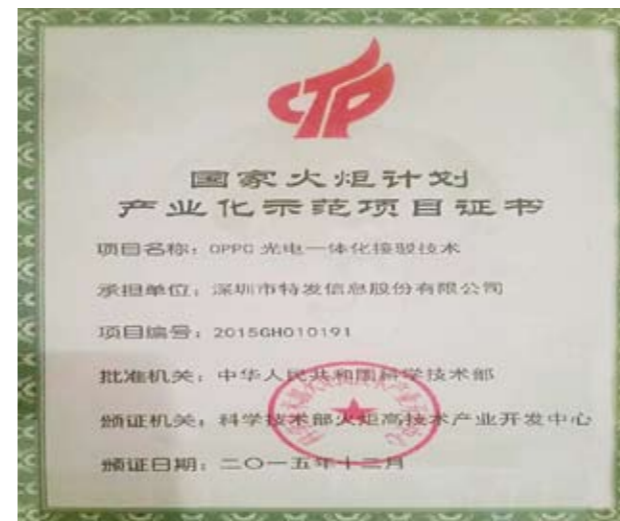 CTP
国家火炬计划
产业化示范项目证书
项目名称：OPPC 光电一体化接驳技术
承担单位：深圳市特发信息股份有限公司
项目编号：2015GH010191
批准机关：中华人民共和国科学技术部
颁证机关：科学技术部火炬高技术产业开发中心
颁证日期：二〇一五年十二月